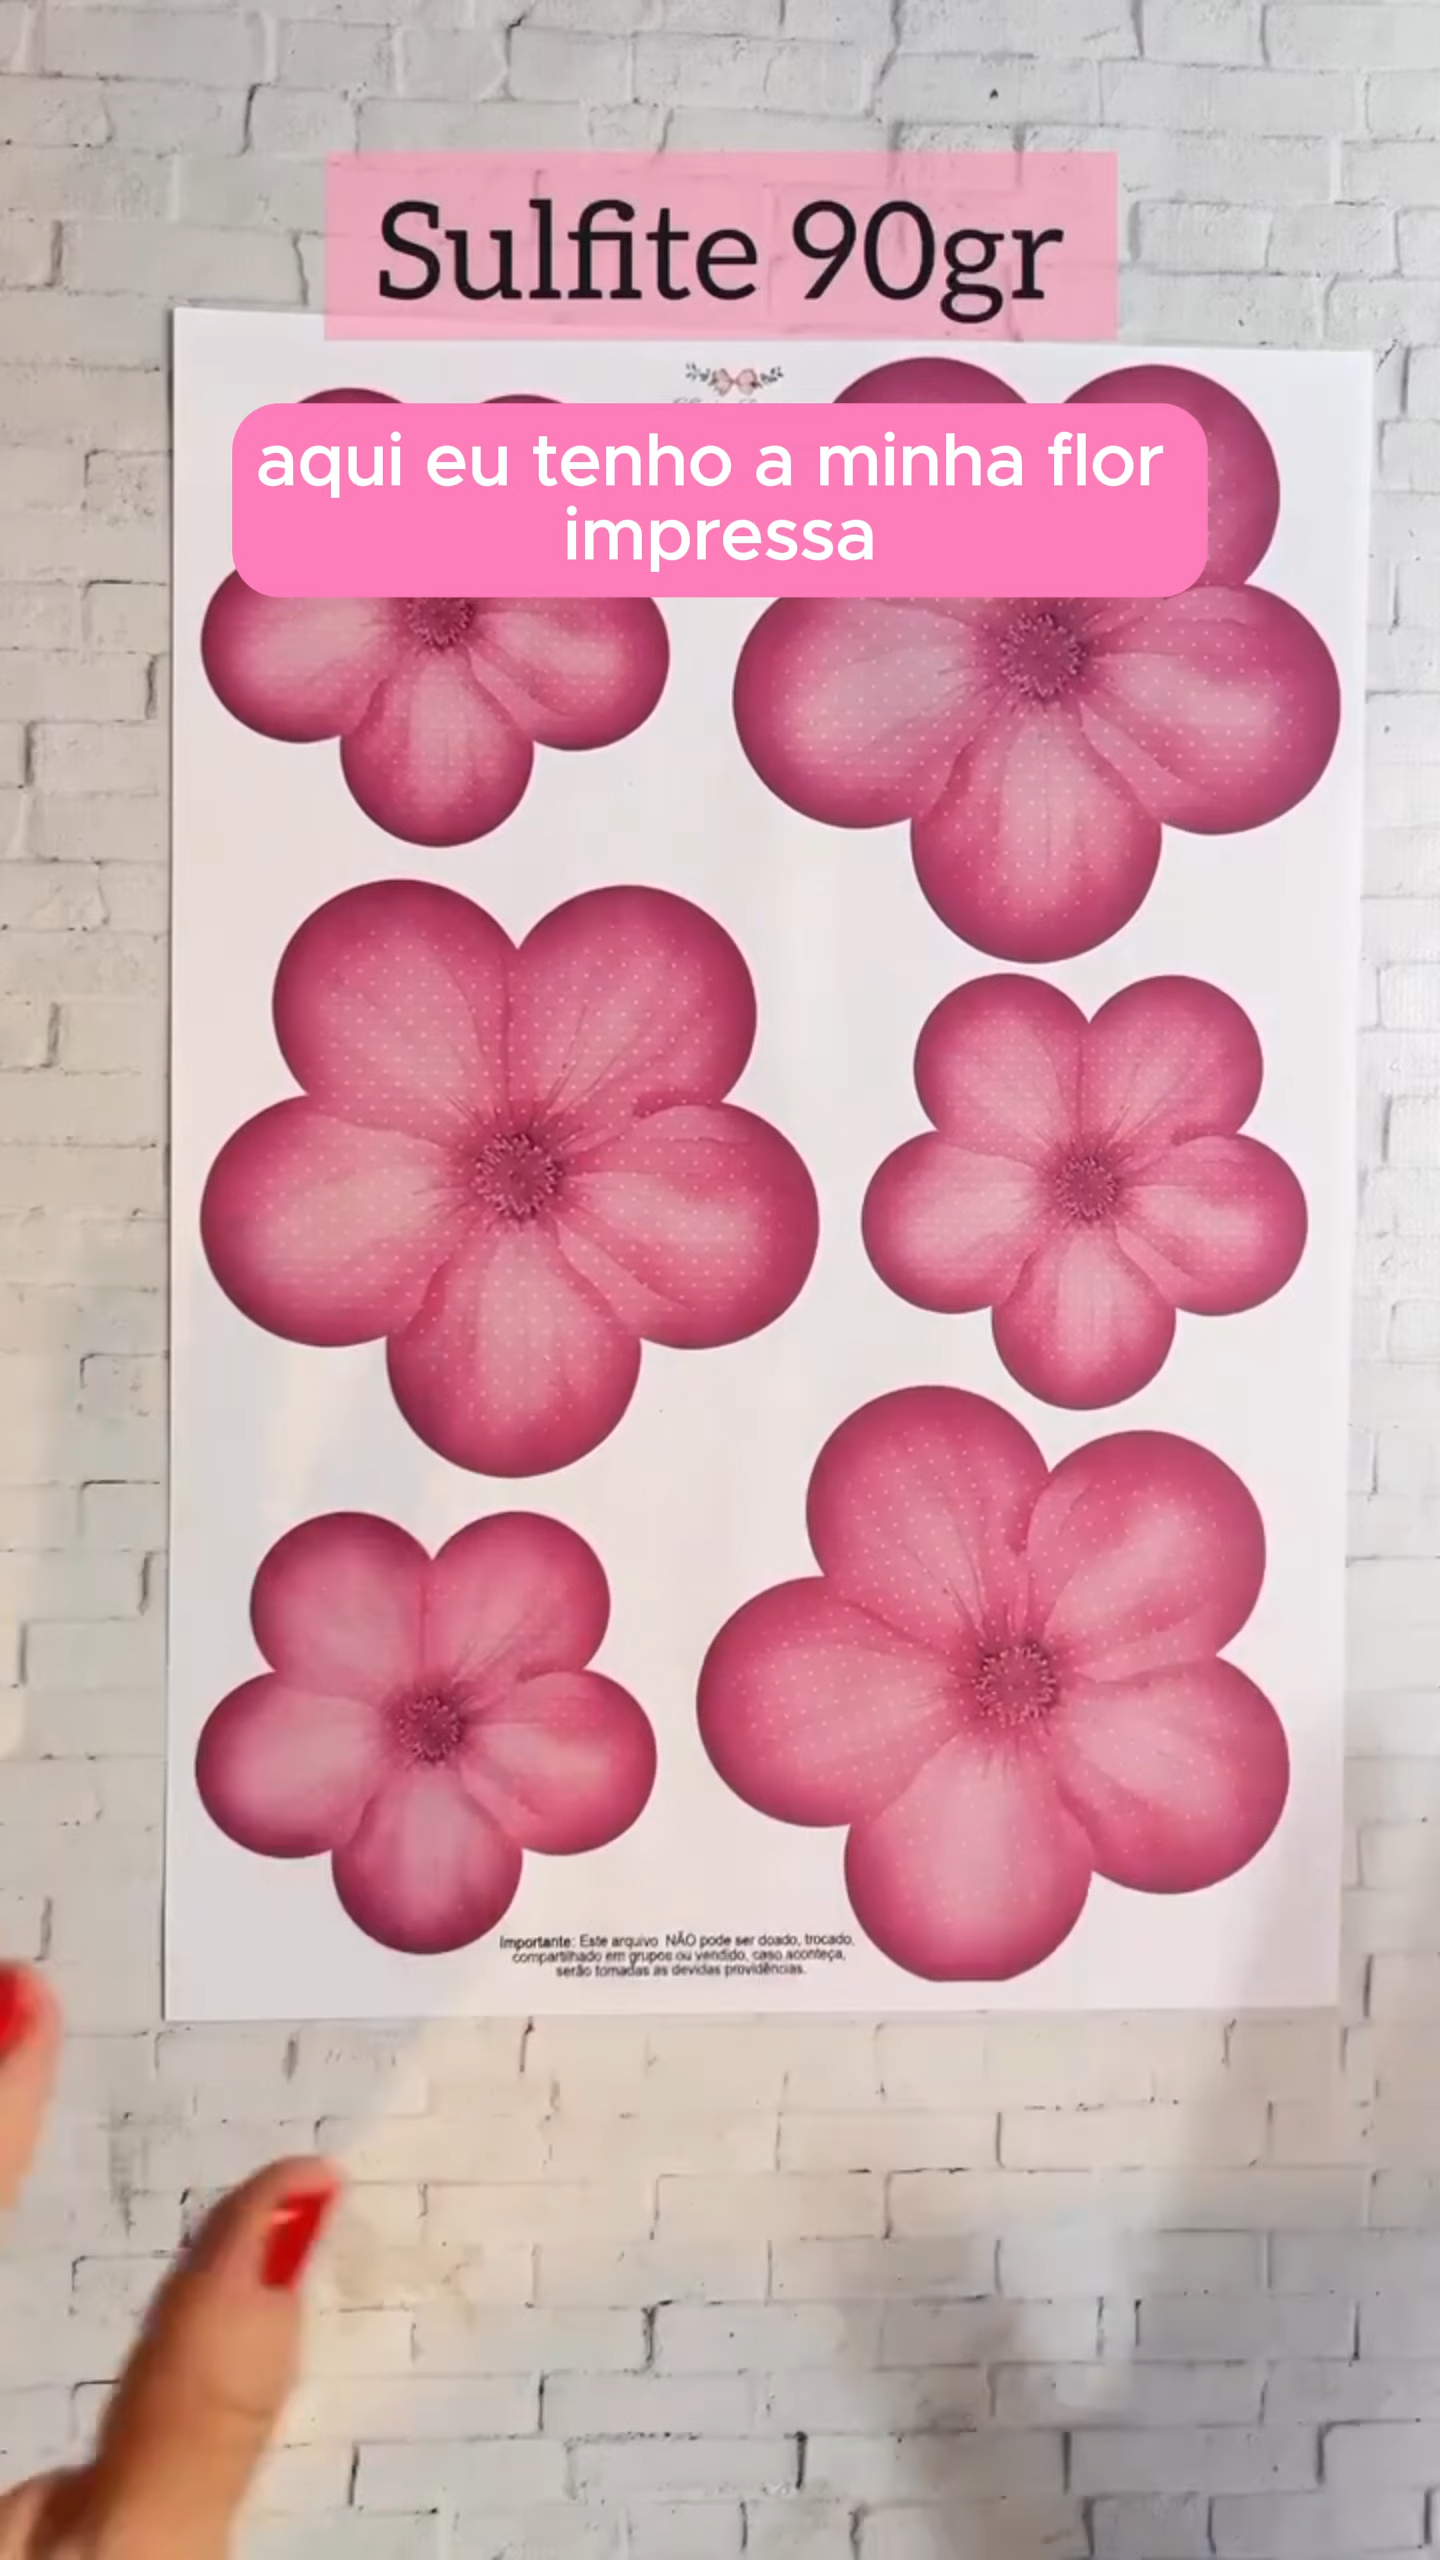 Sulfite 90gr
aqui eu tenho a minha flor
impressa
Importante: Este arquivo NÃO pode ser doado, trocado,
compartilhado em grupos ou vendido, caso aconteça,
serão tomadas as devidas providências.